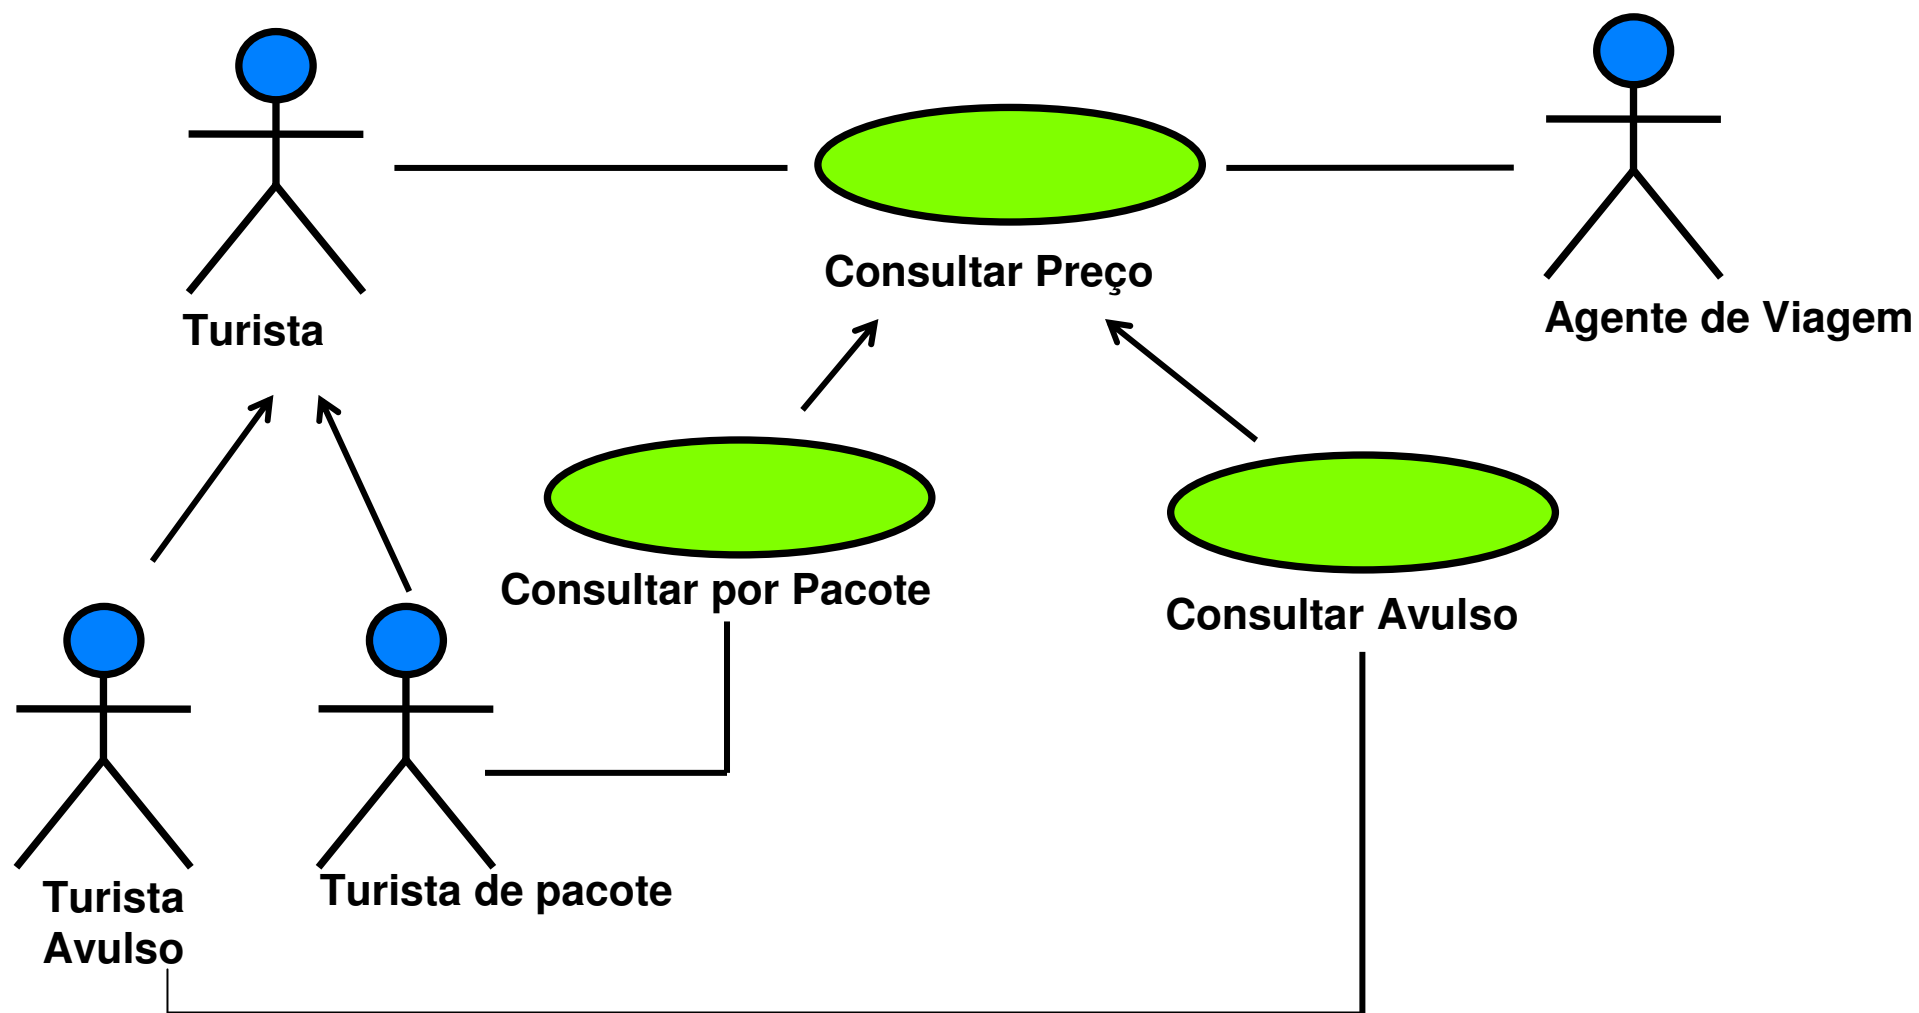 Consultar Preço
Agente de Viagem
Turista
Consultar por Pacote
Consultar Avulso
Turista de pacote
Turista
Avulso